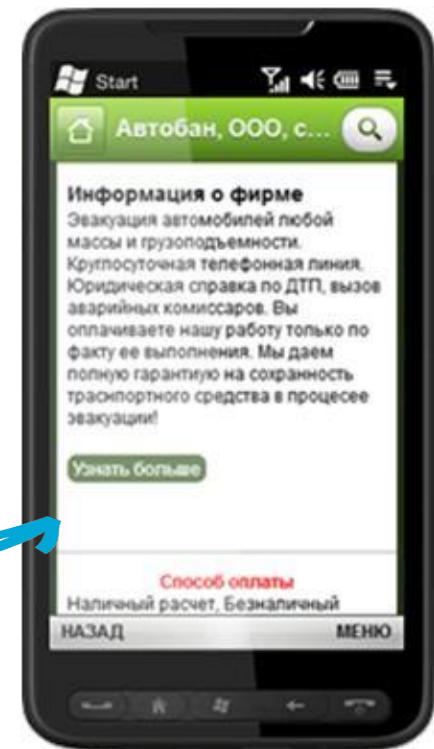 Start
Автобан, ООО, с...
Информация о фирме
Эвакуация автомобилей любой
массы и грузоподъемности.
Круглосуточная телефонная линия.
Юридическая справка по ДТП, вызов
аварийных комиссаров. Вы
оплачиваете нашу работу только по
факту ее выполнения. Мы даем
полную гарантию на сохранность
траснпортного средства в процесее
эвакуации!
Узнать больше
Способ оплаты
Наличный расчет, Безналичный
НАЗАД МЕНЮ